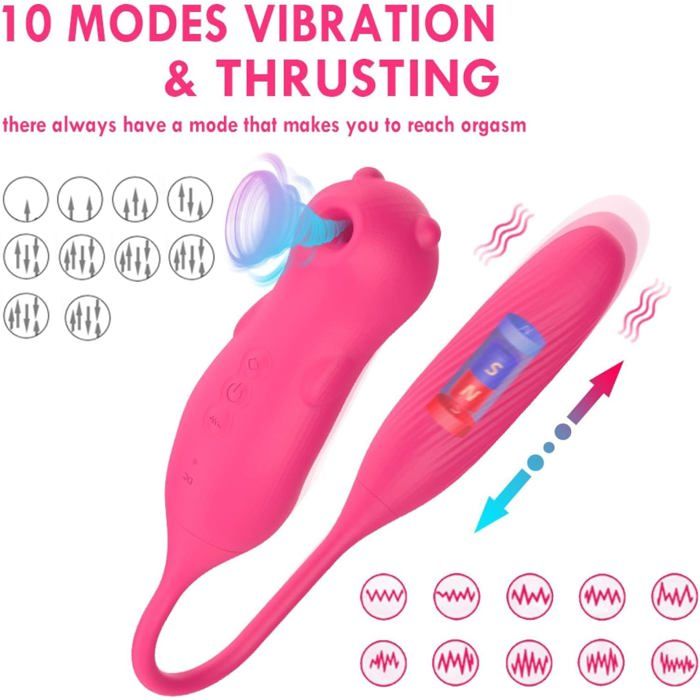 10 MODES VIBRATION
& THRUSTING
there always have a mode that makes you to reach orgasm
S
N